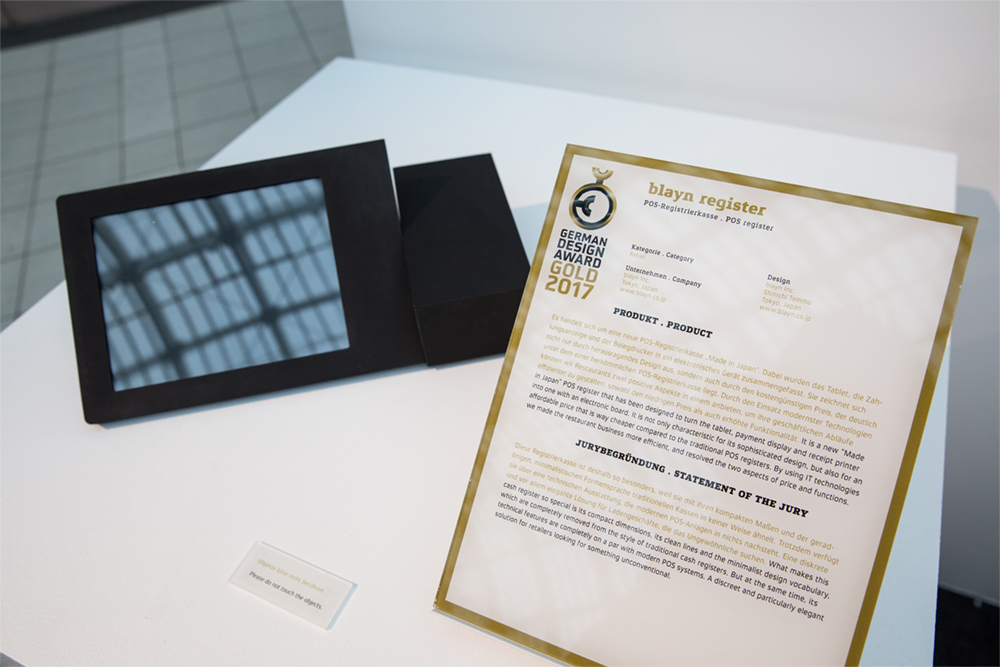 blayn register
POS-Registrierkasse . POS register
GERMAN
DESIGN
AWARD
GOLD
2017
Kategorie . Category
Retail
Unternehmen . Company
blayn Inc.
Tokyo, Japan
www.blayn.co.jp
Design
blayn Inc.
Shinichi Temmo
Tokyo, Japan
www.blayn.co.jp
PRODUKT . PRODUCT
Es handelt sich um eine neue POS-Registrierkasse „Made in Japan“. Dabei wurden das Tablet, die Zah-
lungsanzeige und der Belegdrucker in ein elektronisches Gerät zusammengefasst. Sie zeichnet sich
nicht nur durch herausragendes Design aus, sondern auch durch den kostengünstigen Preis, der deutlich
unter dem einer herkömmlichen POS-Registrierkasse liegt. Durch den Einsatz modernster Technologien
können wir Restaurants zwei positive Aspekte in einem anbieten, um ihre geschäftlichen Abläufe
effizienter zu gestalten, sowohl den niedrigen Preis als auch erhöhte Funktionalität. It is a new “Made
in Japan” POS register that has been designed to turn the tablet, payment display and receipt printer
into one with an electronic board. It is not only characteristic for its sophisticated design, but also for an
affordable price that is way cheaper compared to the traditional POS registers. By using IT technologies
we made the restaurant business more efficient, and resolved the two aspects of price and functions.
JURYBEGRÜNDUNG . STATEMENT OF THE JURY
Diese Registrierkasse ist deshalb so besonders, weil sie mit ihren kompakten Maßen und der gerad-
linigen, minimalistischen Formensprache traditionellen Kassen in keiner Weise ähnelt. Trotzdem verfügt
sie über eine technischen Ausrüstung, die modernen POS-Anlagen in nichts nachsteht. Eine diskrete
und vor allem elegante Lösung für Ladengeschäfte, die das Ungewöhnliche suchen. What makes this
cash register so special is its compact dimensions, its clean lines and the minimalist design vocabulary,
which are completely removed from the style of traditional cash registers. But at the same time, its
technical features are completely on a par with modern POS systems. A discreet and particularly elegant
solution for retailers looking for something unconventional.
Objekte bitte nicht berühren.
Please do not touch the objects.